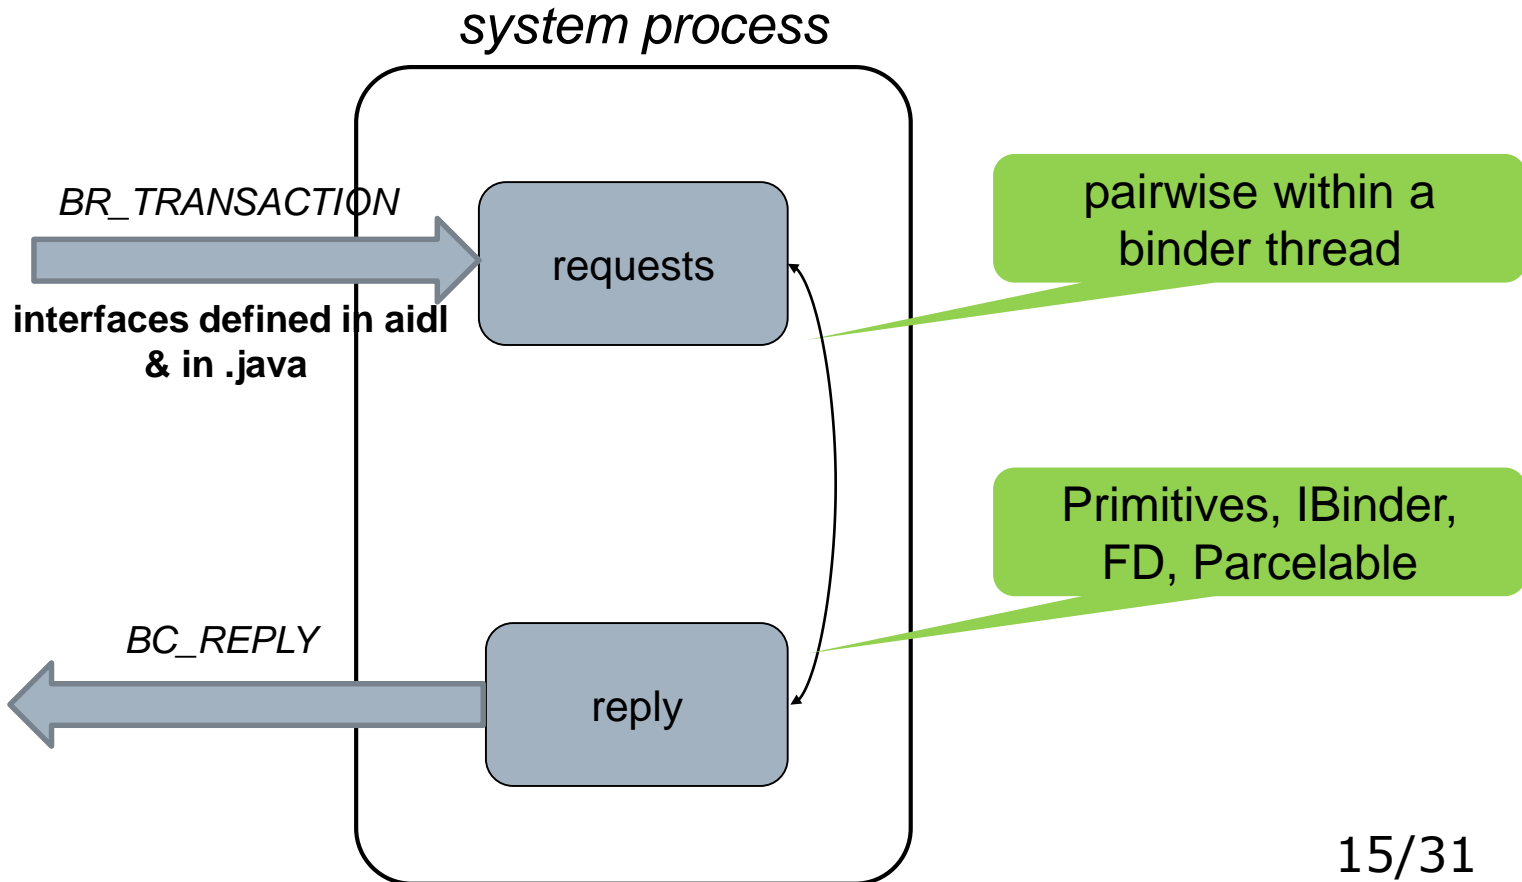 system process
BR_TRANSACTION
interfaces defined in aidl
& in .java
requests
pairwise within a
binder thread
Primitives, IBinder,
FD, Parcelable
BC_REPLY
reply
15/31